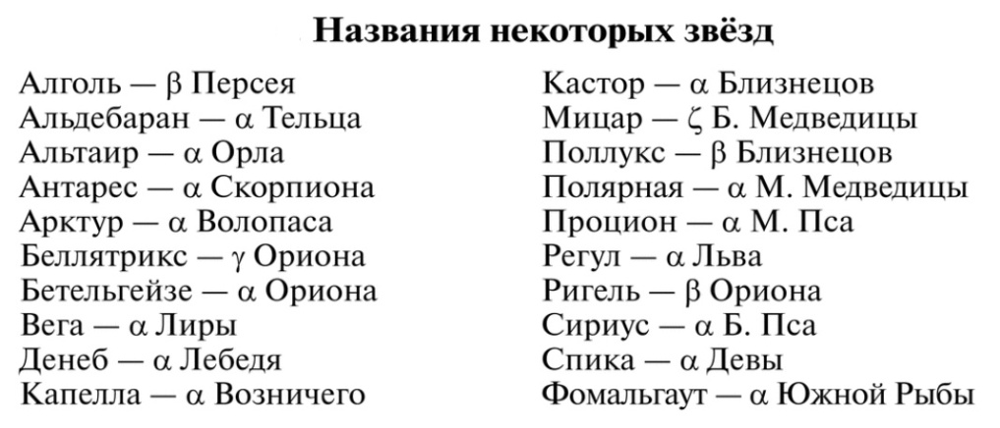 Названия некоторых звёзд
Алголь — β Персея
Альдебаран — α Тельца
Альтаир — α Орла
Антарес — α Скорпиона
Арктур — α Волопаса
Беллятрикс — γ Ориона
Бетельгейзе — α Ориона
Вега — α Лиры
Денеб — α Лебедя
Капелла — α Возничего
Кастор — α Близнецов
Мицар — ζ Б. Медведицы
Поллукс — β Близнецов
Полярная — α М. Медведицы
Процион — α М. Пса
Регул — α Льва
Ригель — β Ориона
Сириус — α Б. Пса
Спика — α Девы
Фомальгаут — α Южной Рыбы